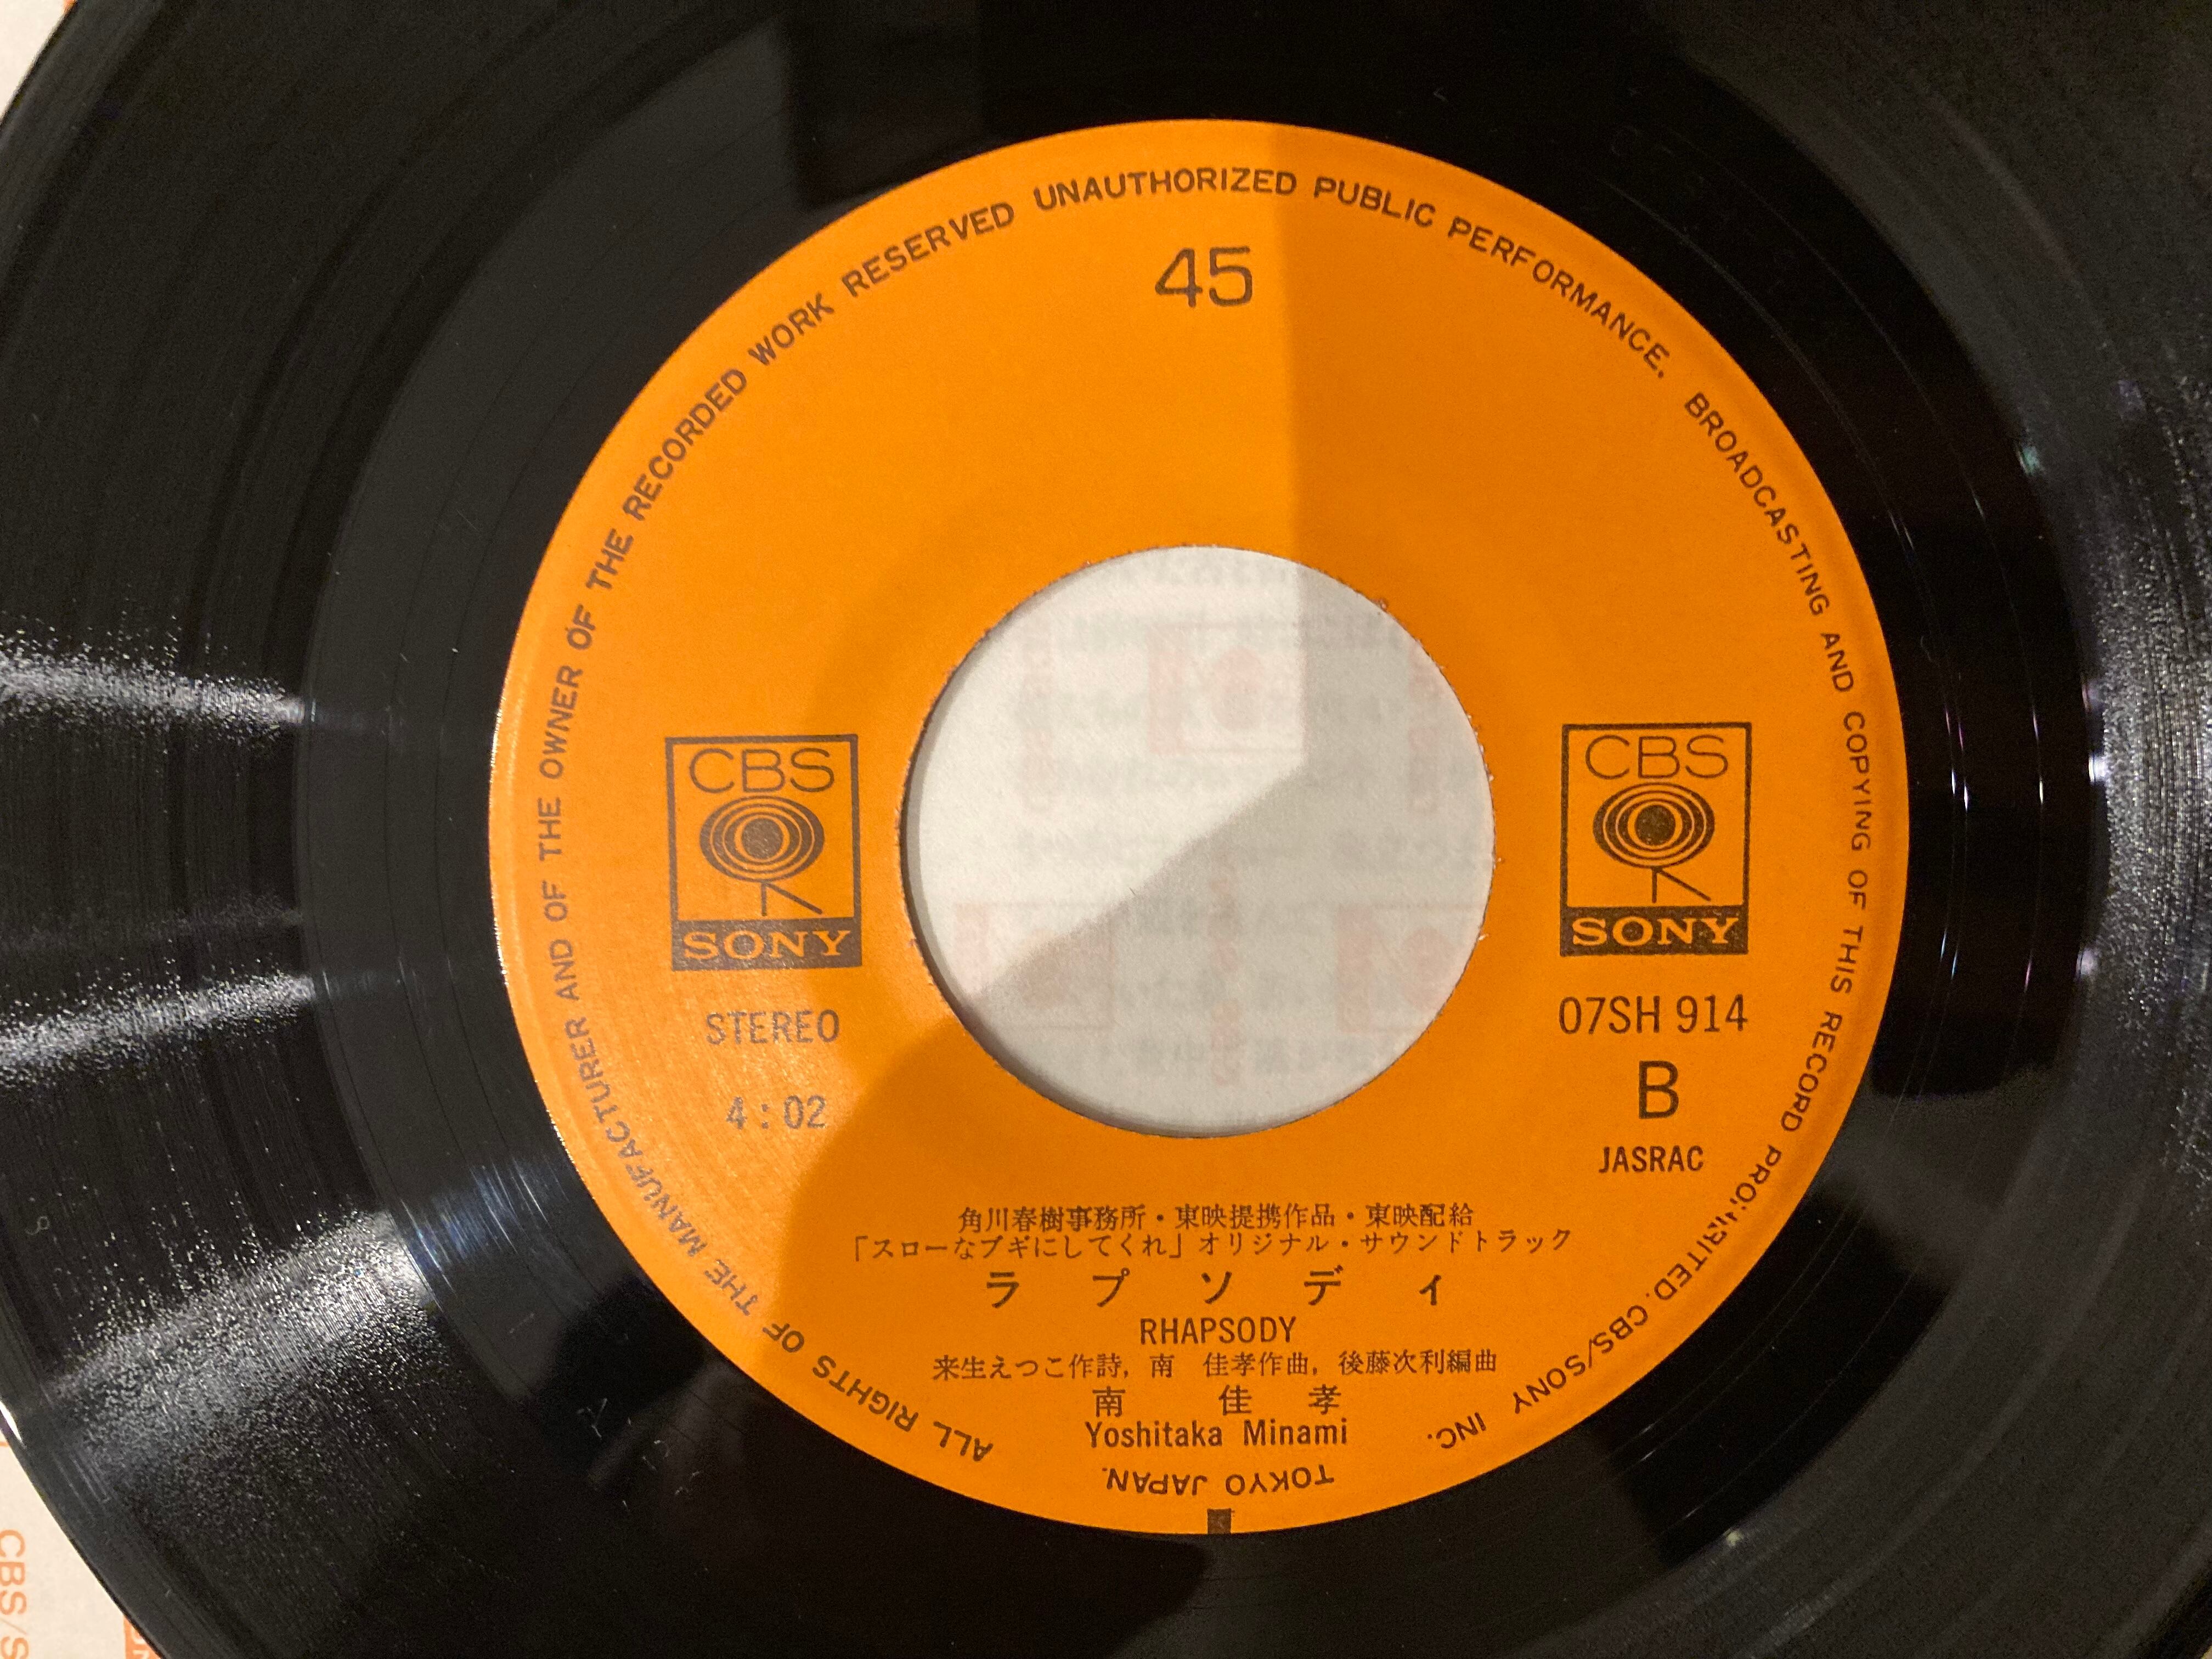 ALL RIGHTS OF THE MANUFACTURER AND OF THE OWNER OF THE RECORDED WORK RESERVED UNAUTHORIZED PUBLIC PERFORMANCE, BROADCASTING AND COPYING OF THIS RECORD PROHIBITED. CBS/SONY INC.
TOKYO JAPAN.
45
CBS
SONY
STEREO
4:02
CBS
SONY
07SH 914
B
JASRAC
角川春樹事務所・東映提携作品・東映配給
「スローなブギにしてくれ」オリジナル・サウンドトラック
ラプソディ
RHAPSODY
来生えつこ作詩, 南 佳孝作曲, 後藤次利編曲
南 佳 孝
Yoshitaka Minami
CBS/S